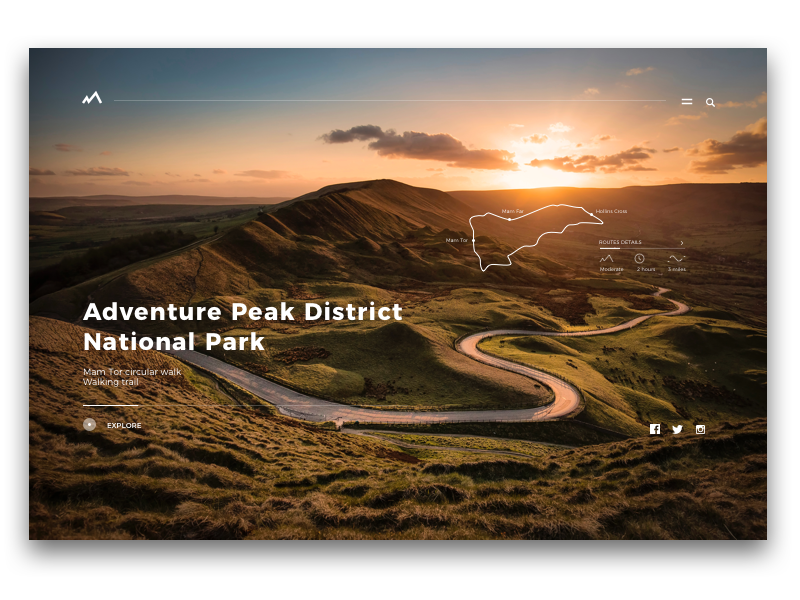 Mam Far
Hollins Cross
Mam Tor
ROUTES DETAILS
Moderate
2 hours
3 miles
Adventure Peak District
National Park
Mam Tor circular walk
Walking trail
EXPLORE